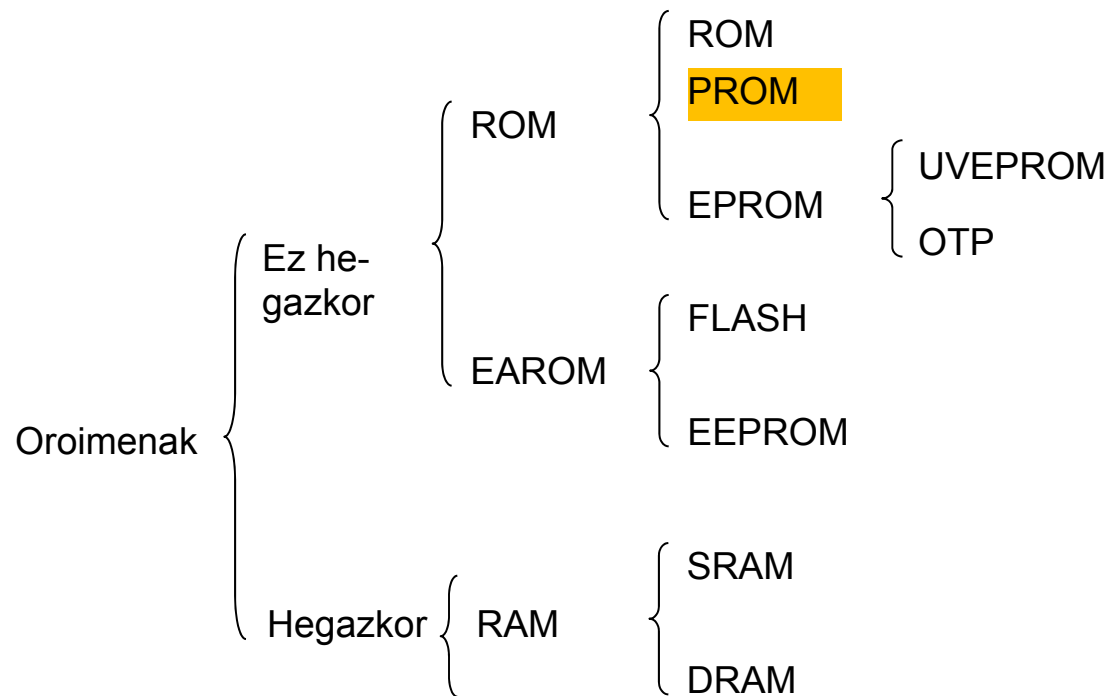 ROM
PROM
ROM
UVEPROM
EPROM
OTP
Ez he-
gazkor
FLASH
EAROM
EEPROM
Oroimenak
SRAM
Hegazkor
RAM
DRAM